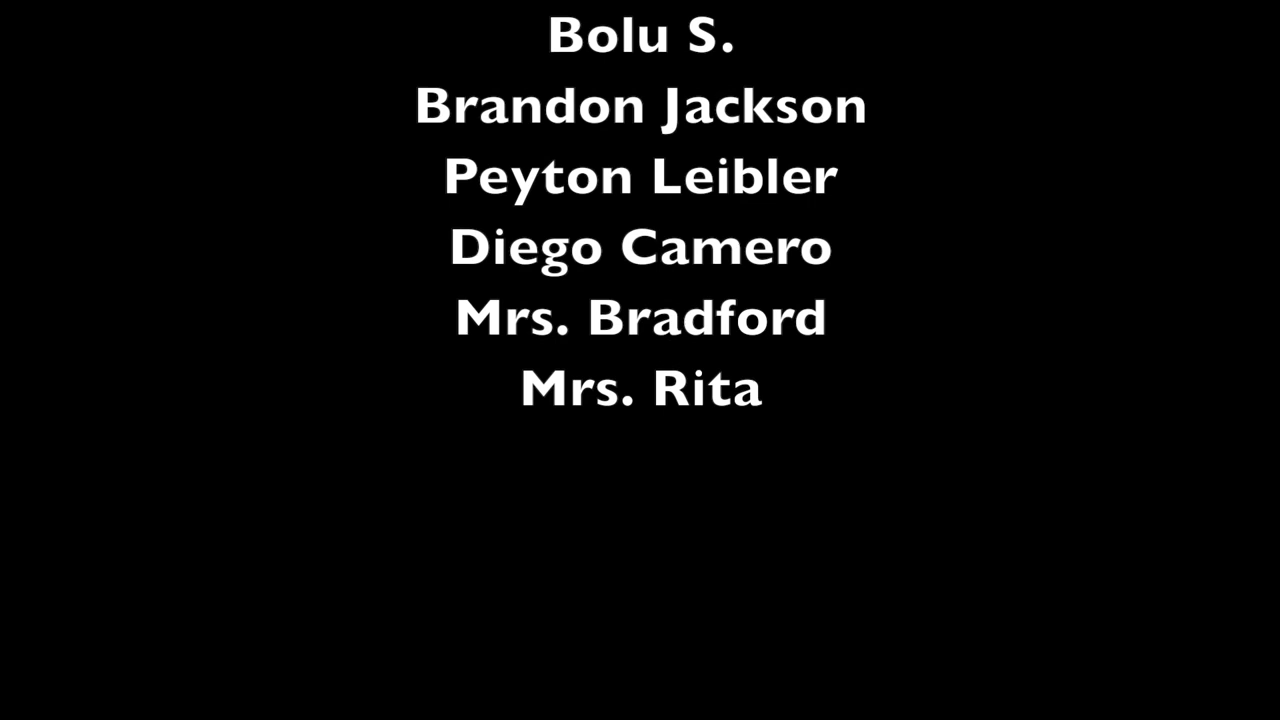 Bolu S.
Brandon Jackson
Peyton Leibler
Diego Camero
Mrs. Bradford
Mrs. Rita